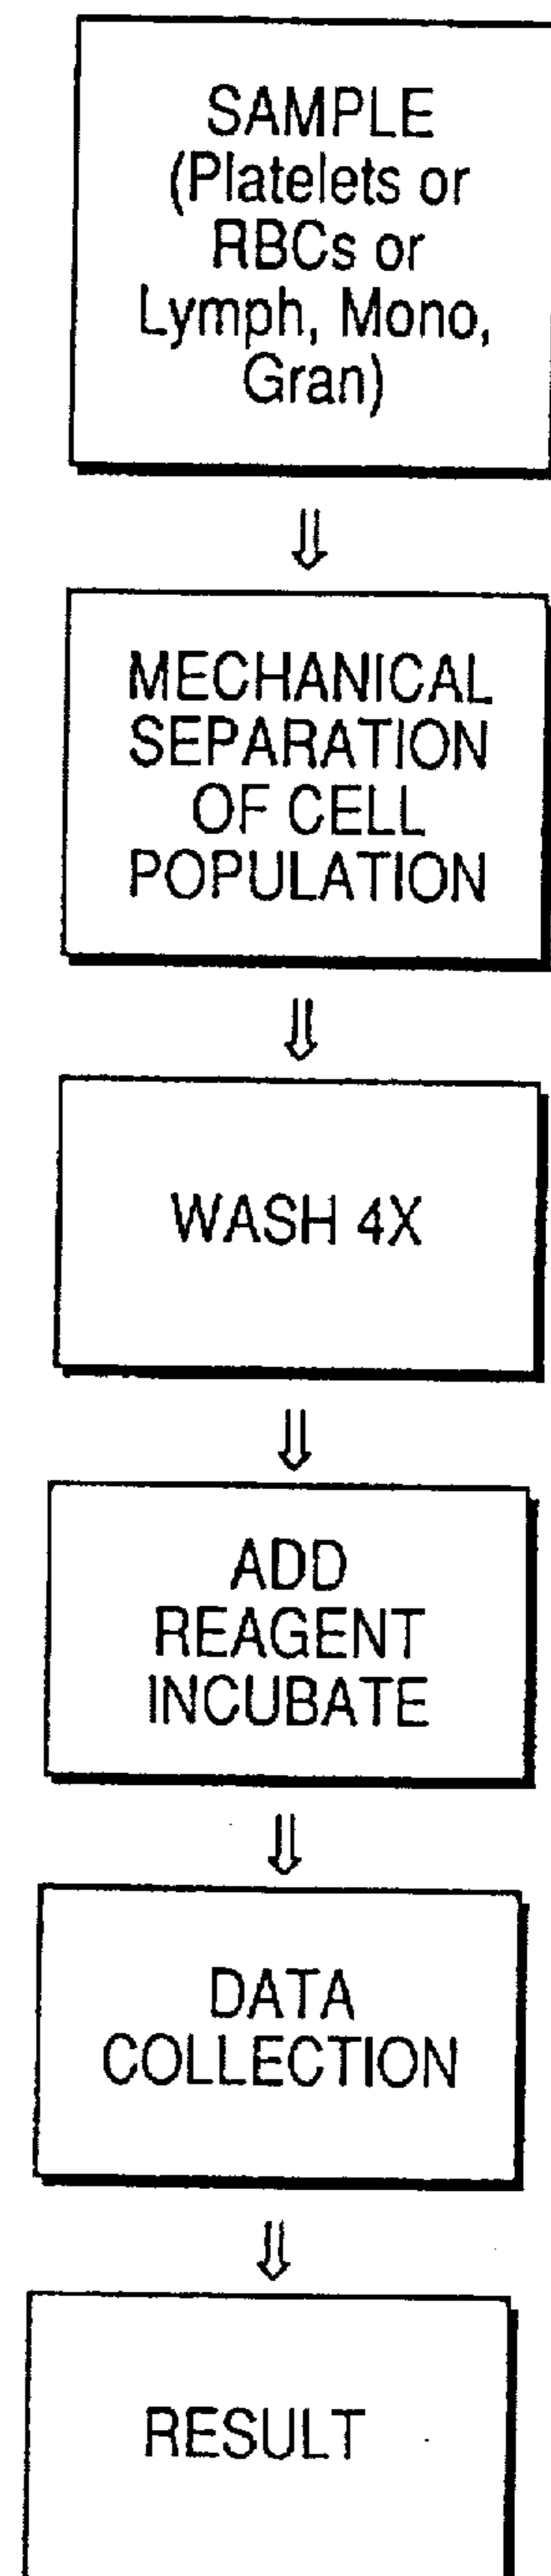 SAMPLE
(Platelets or
RBCs or
Lymph, Mono,
Gran)
⇓
MECHANICAL
SEPARATION
OF CELL
POPULATION
⇓
WASH 4X
⇓
ADD
REAGENT
INCUBATE
⇓
DATA
COLLECTION
⇓
RESULT